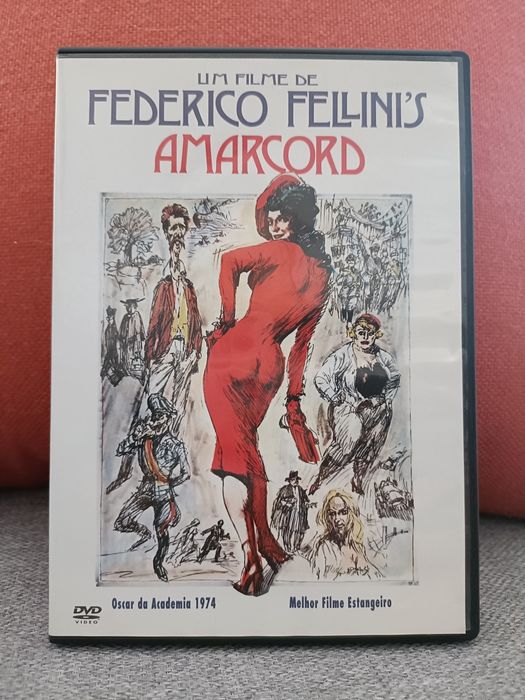 UM FILME DE
FEDERICO FELLINI'S
AMARCORD
DVD
VIDEO
Oscar da Academia 1974
Melhor Filme Estangeiro